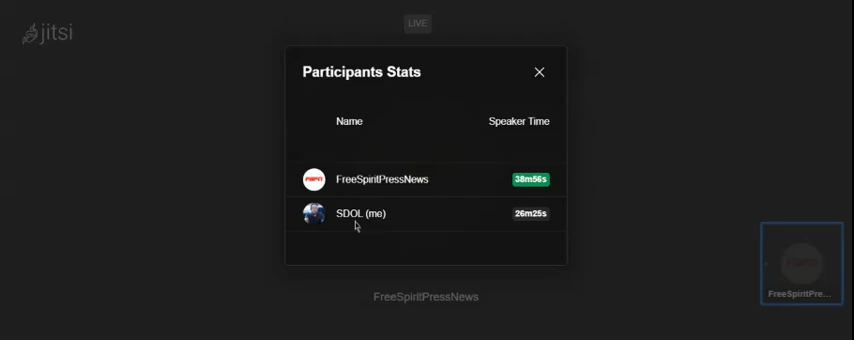 jitsi
LIVE
Participants Stats
Name Speaker Time
FreeSpiritPressNews 38m56s
SDOL (me) 26m25s
FreeSpiritPressNews
FreeSpiritPre...